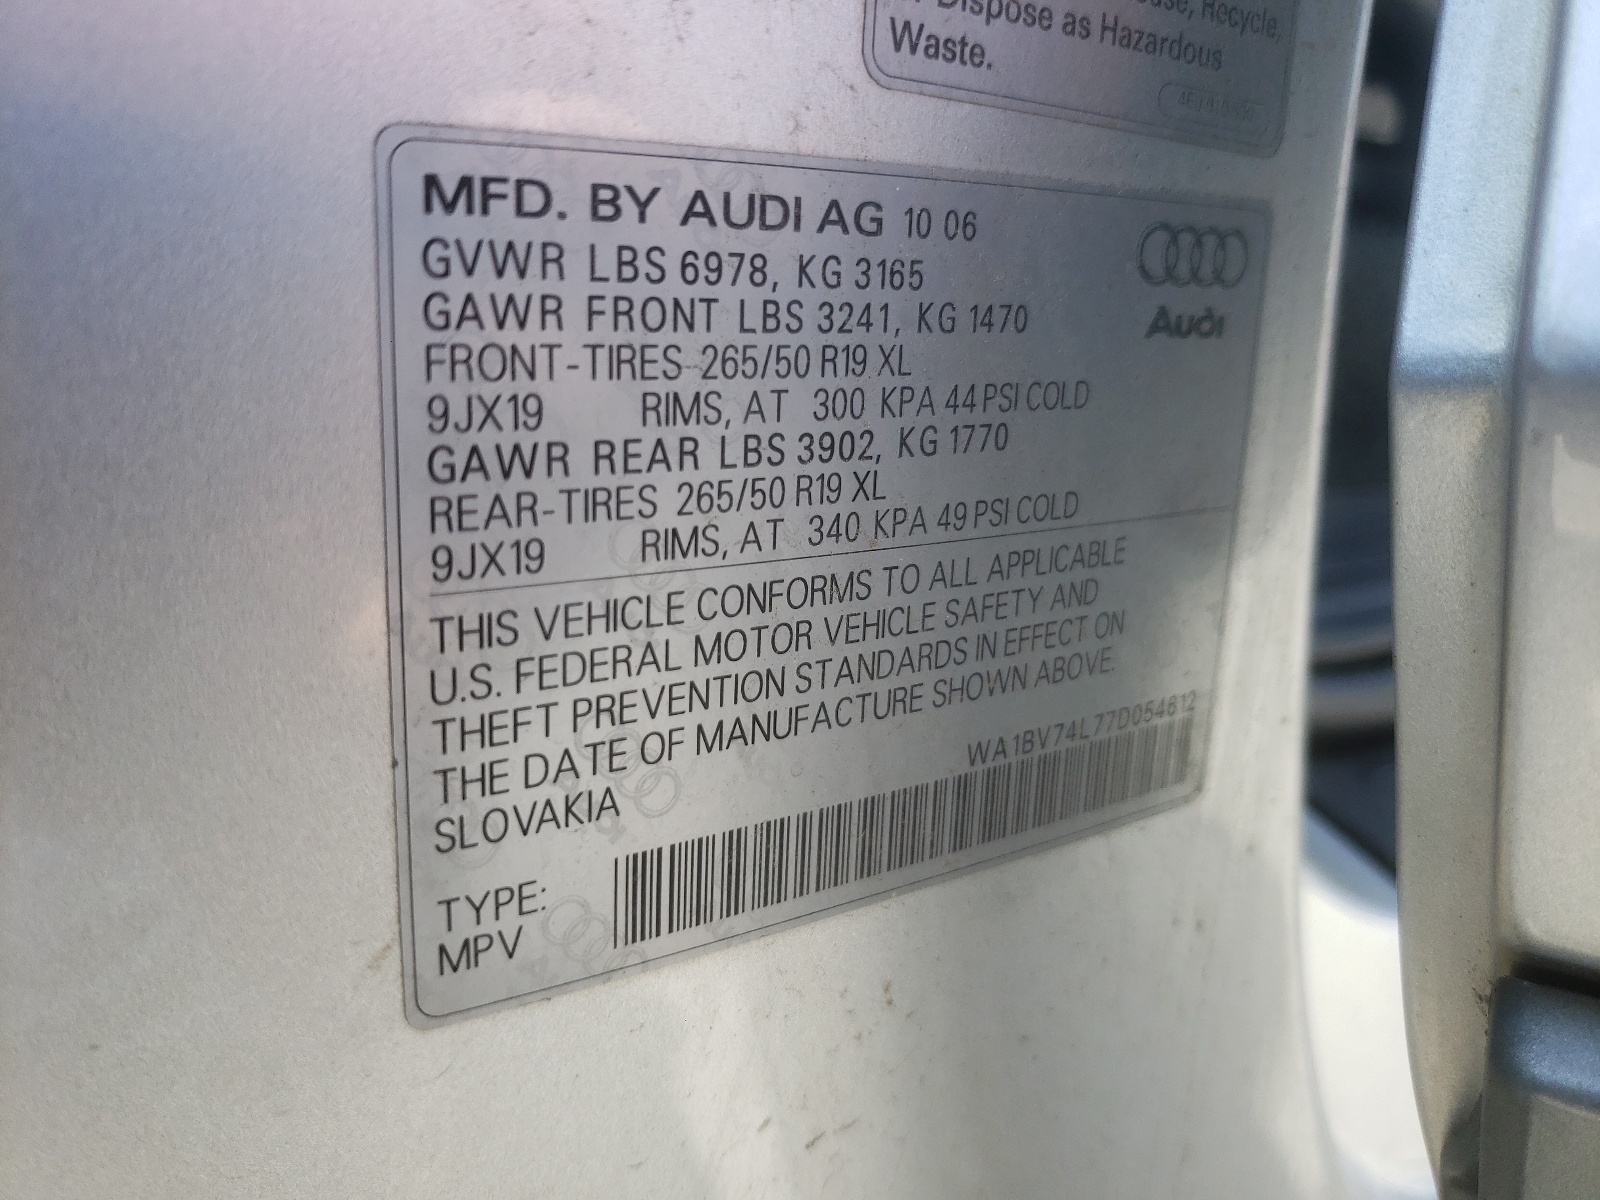 use, Recycle,
Dispose as Hazardous
Waste.
MFD. BY AUDI AG 10 06
GVWR LBS 6978, KG 3165
GAWR FRONT LBS 3241, KG 1470
FRONT-TIRES 265/50 R19 XL
9JX19 RIMS, AT 300 KPA 44 PSI COLD
GAWR REAR LBS 3902, KG 1770
REAR-TIRES 265/50 R19 XL
9JX19 RIMS, AT 340 KPA 49 PSI COLD
Audi
THIS VEHICLE CONFORMS TO ALL APPLICABLE
U.S. FEDERAL MOTOR VEHICLE SAFETY AND
THEFT PREVENTION STANDARDS IN EFFECT ON
THE DATE OF MANUFACTURE SHOWN ABOVE.
SLOVAKIA
WA1BV74L77D054612
TYPE:
MPV